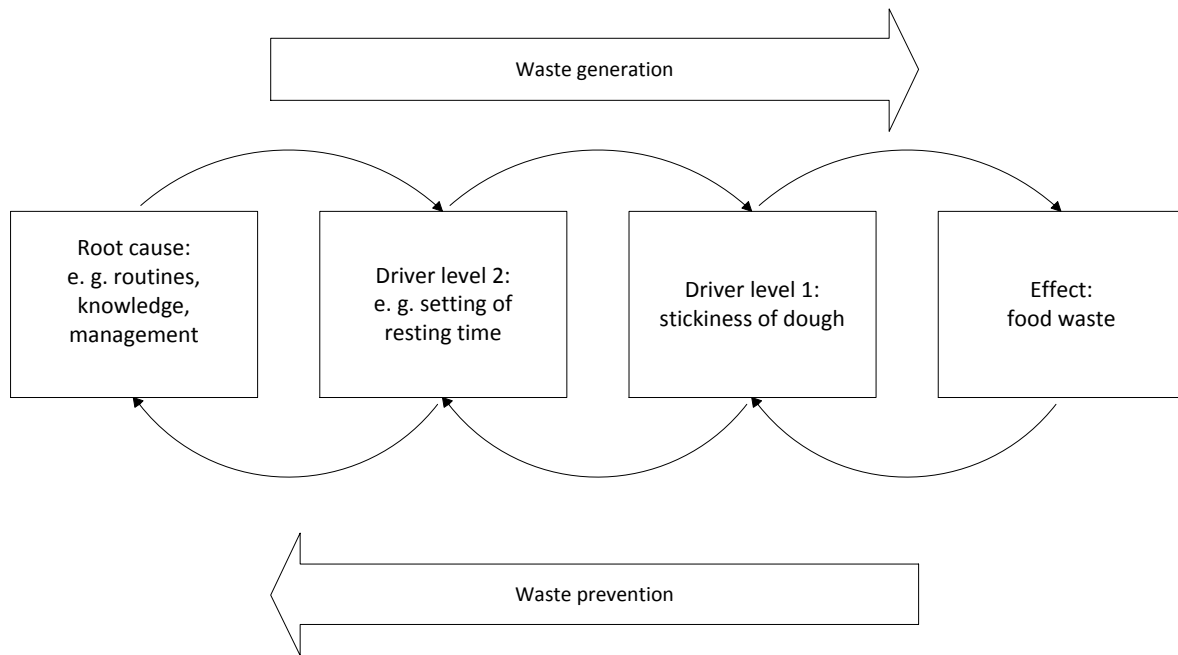 Waste generation
Root cause:
e. g. routines,
knowledge,
management
Driver level 2:
e. g. setting of
resting time
Driver level 1:
stickiness of dough
Effect:
food waste
Waste prevention